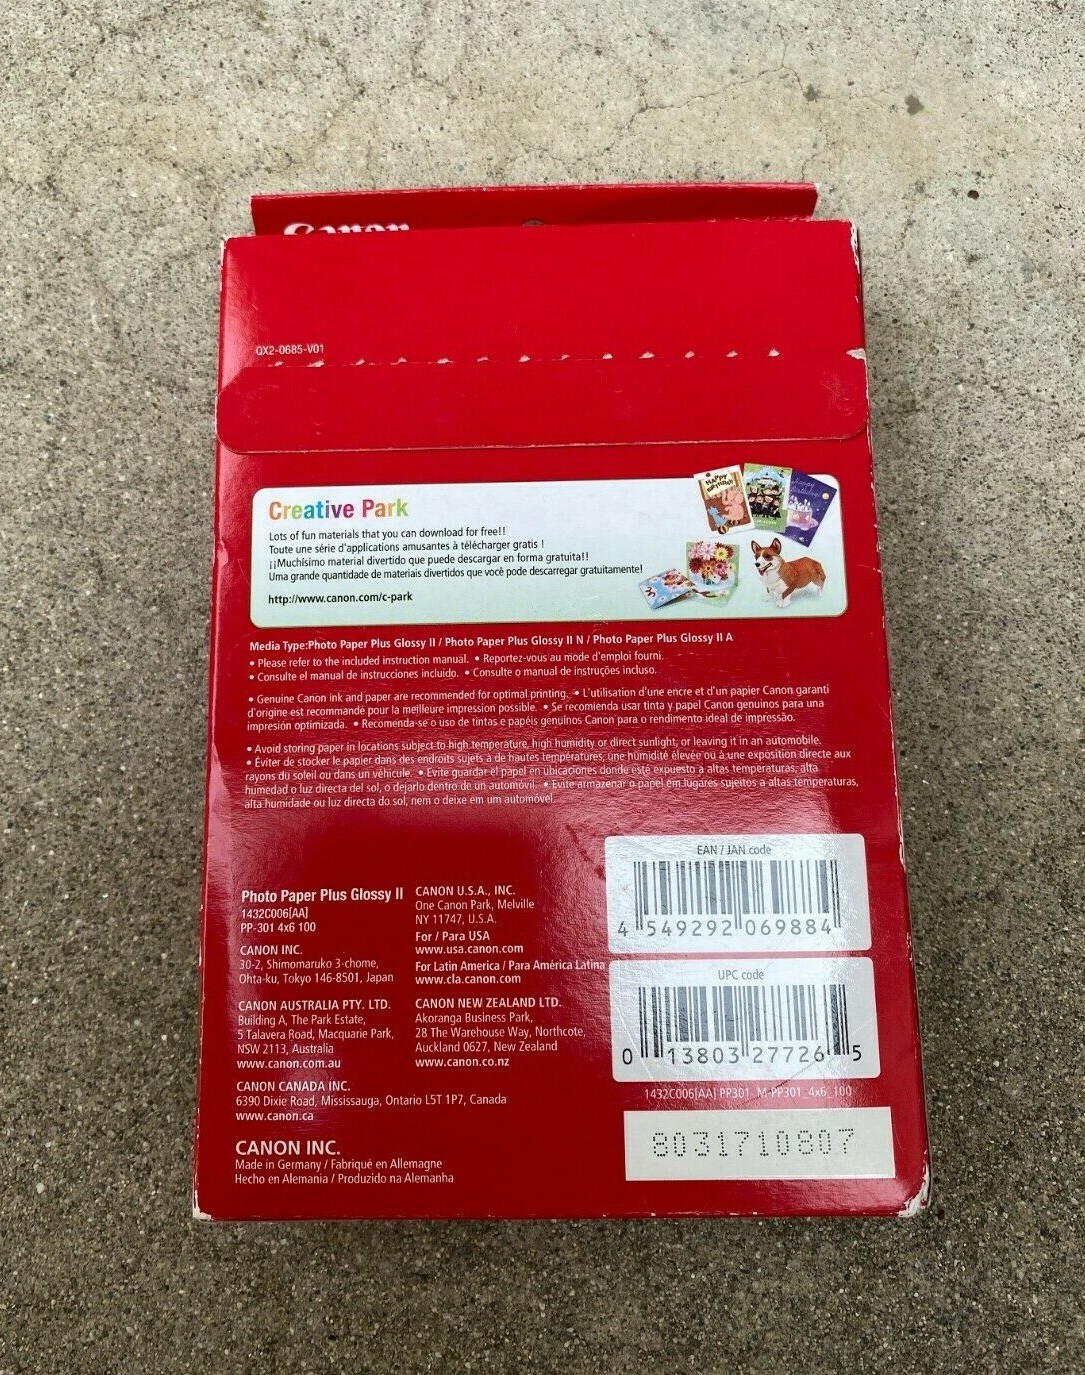 Canon
QX2-0685-V01
Creative Park
Lots of fun materials that you can download for free!!
Toute une série d'applications amusantes à télécharger gratis !
¡¡Muchísimo material divertido que puede descargar en forma gratuita!!
Uma grande quantidade de materiais divertidos que você pode descarregar gratuitamente!
http://www.canon.com/c-park
Happy
Birthday
Media Type:Photo Paper Plus Glossy II / Photo Paper Plus Glossy II N / Photo Paper Plus Glossy II A
• Please refer to the included instruction manual. • Reportez-vous au mode d'emploi fourni.
• Consulte el manual de instrucciones incluido. • Consulte o manual de instruções incluso.
• Genuine Canon ink and paper are recommended for optimal printing. • L'utilisation d'une encre et d'un papier Canon garanti
d'origine est recommandé pour la meilleure impression possible. • Se recomienda usar tinta y papel Canon genuinos para una
impresión optimizada. • Recomenda-se o uso de tintas e papéis genuínos Canon para o rendimento ideal de impressão.
• Avoid storing paper in locations subject to high temperature, high humidity or direct sunlight, or leaving it in an automobile.
• Éviter de stocker le papier dans des endroits sujets à de hautes températures, une humidité élevée ou à une exposition directe aux
rayons du soleil ou dans un véhicule. • Evite guardar el papel en ubicaciones donde esté expuesto a altas temperaturas, alta
humedad o luz directa del sol, o dejarlo dentro de un automóvil. • Evite armazenar o papel em lugares sujeitos a altas temperaturas,
alta humidade ou luz directa do sol, nem o deixe em um automóvel.
Photo Paper Plus Glossy II
1432C006[AA]
PP-301 4x6 100
CANON INC.
30-2, Shimomaruko 3-chome,
Ohta-ku, Tokyo 146-8501, Japan
CANON AUSTRALIA PTY. LTD.
Building A, The Park Estate,
5 Talavera Road, Macquarie Park,
NSW 2113, Australia
www.canon.com.au
CANON U.S.A., INC.
One Canon Park, Melville
NY 11747, U.S.A.
For / Para USA
www.usa.canon.com
For Latin America / Para América Latina
www.cla.canon.com
CANON NEW ZEALAND LTD.
Akoranga Business Park,
28 The Warehouse Way, Northcote,
Auckland 0627, New Zealand
www.canon.co.nz
CANON CANADA INC.
6390 Dixie Road, Mississauga, Ontario L5T 1P7, Canada
www.canon.ca
CANON INC.
Made in Germany / Fabriqué en Allemagne
Hecho en Alemania / Produzido na Alemanha
EAN / JAN code
4 549292 069884
UPC code
0 13803 27726 5
1432C006[AA] PP301 M-PP301 4x6 100
8031710807